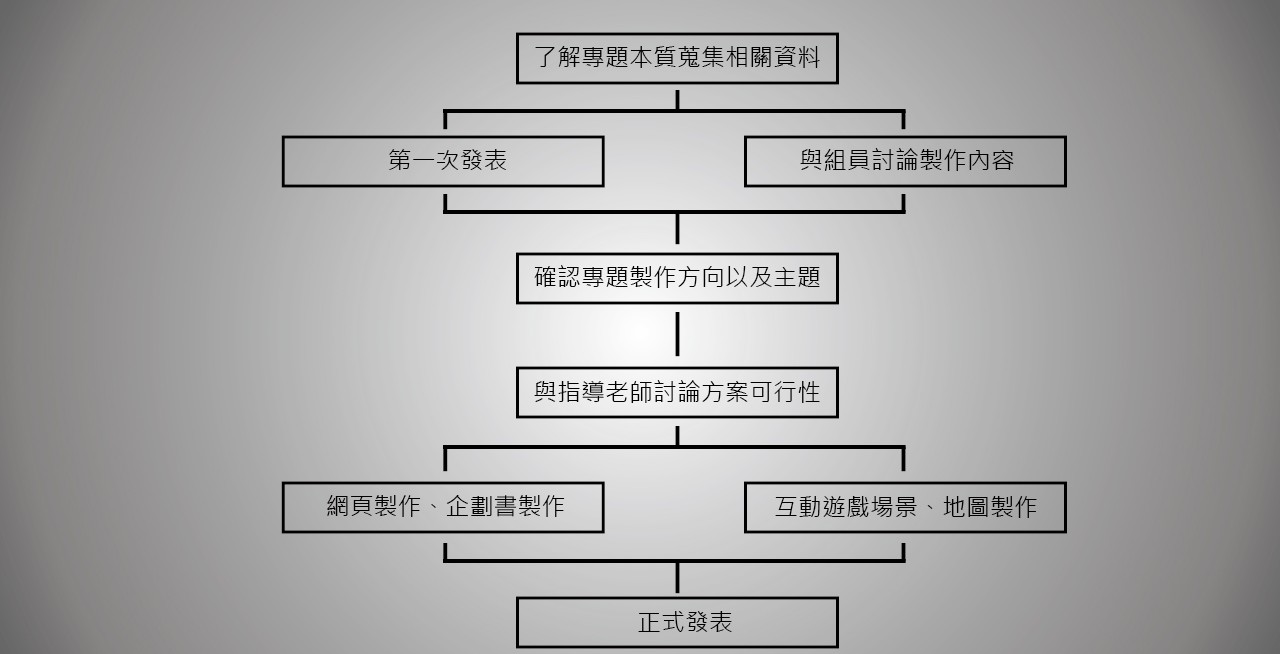 了解專題本質蒐集相關資料
第一次發表
與組員討論製作內容
確認專題製作方向以及主題
與指導老師討論方案可行性
網頁製作、企劃書製作
互動遊戲場景、地圖製作
正式發表